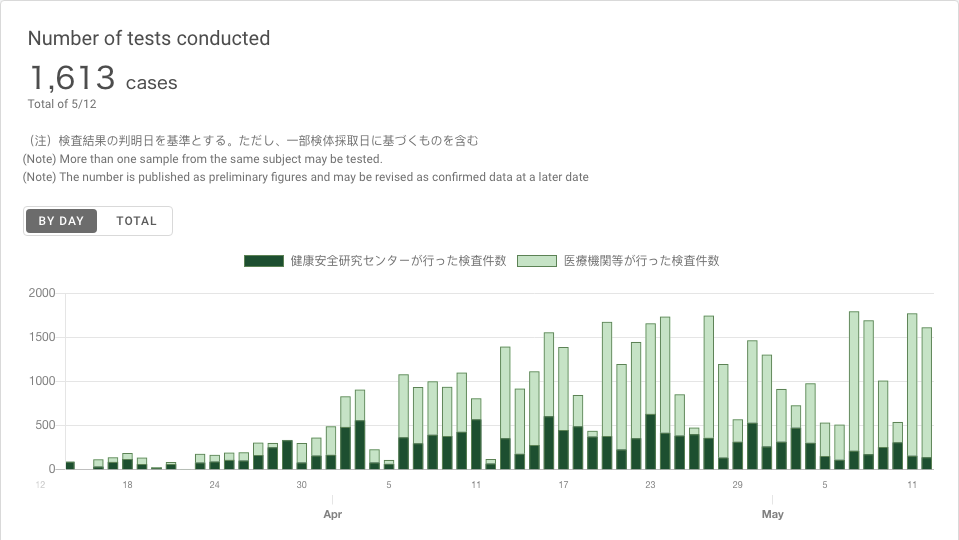 Number of tests conducted
1,613 cases
Total of 5/12
（注）検査結果の判明日を基準とする。ただし、一部検体採取日に基づくものを含む
(Note) More than one sample from the same subject may be tested.
(Note) The number is published as preliminary figures and may be revised as confirmed data at a later date
BY DAY TOTAL
健康安全研究センターが行った検査件数 医療機関等が行った検査件数
2000
1500
1000
500
0
12 18 24 30 5 11 17 23 29 5 11
Apr May